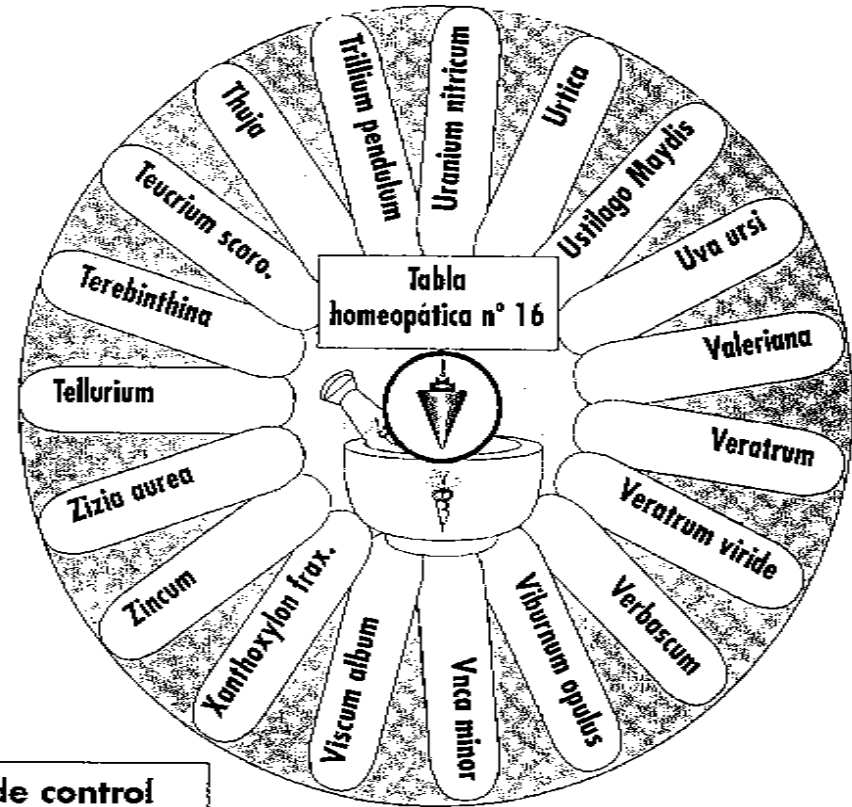 Tabla
homeopática n° 16
Tellurium
Terebinthina
Teucrium scoro.
Thuja
Trillium pendulum
Uranium nitricum
Urtica
Ustilago Maydis
Uva ursi
Valeriana
Veratrum
Veratrum viride
Verbascum
Viburnum opulus
Vnca minor
Viscum album
Xanthoxylon frax.
Zincum
Zizia aurea
de control